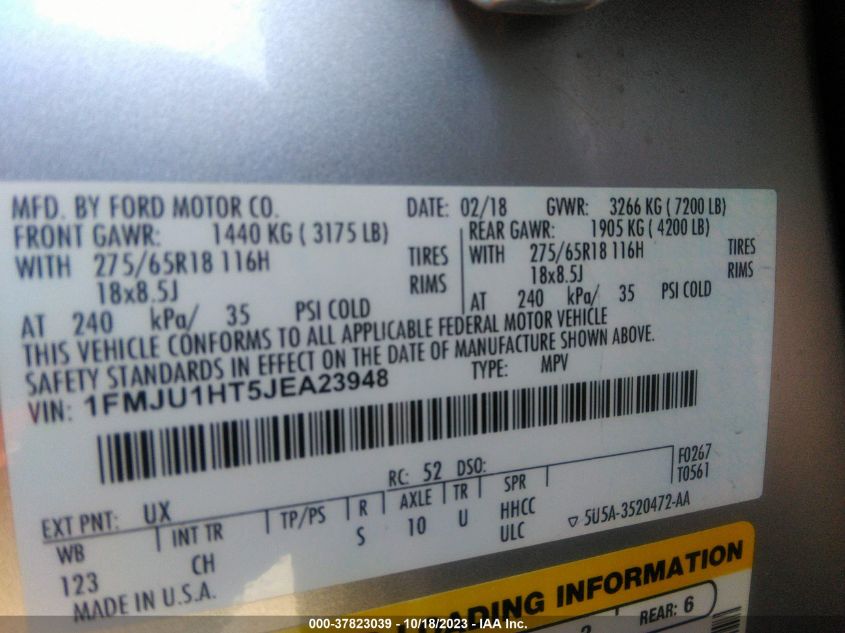 MFD. BY FORD MOTOR CO. DATE: 02/18 GVWR: 3266 KG ( 7200 LB)
FRONT GAWR: 1440 KG ( 3175 LB) REAR GAWR: 1905 KG ( 4200 LB)
WITH 275/65R18 116H TIRES WITH 275/65R18 116H TIRES
18x8.5J RIMS 18x8.5J RIMS
AT 240 kPa/ 35 PSI COLD AT 240 kPa/ 35 PSI COLD
THIS VEHICLE CONFORMS TO ALL APPLICABLE FEDERAL MOTOR VEHICLE
SAFETY STANDARDS IN EFFECT ON THE DATE OF MANUFACTURE SHOWN ABOVE.
VIN: 1FMJU1HT5JEA23948 TYPE: MPV
F0267
T0561
EXT PNT: UX RC: 52 DSO:
WB INT TR TP/PS R AXLE TR SPR
123 CH S 10 U HHCC
ULC
MADE IN U.S.A. 5U5A-3520472-AA
LOADING INFORMATION
REAR: 6
000-37823039 - 10/18/2023 - IAA Inc.